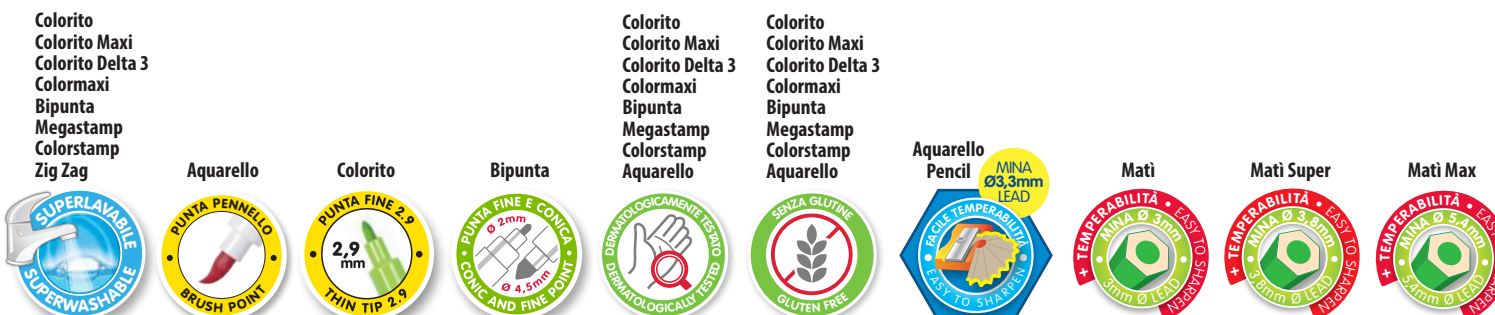 Colorito
Colorito Maxi
Colorito Delta 3
Colormaxi
Bipunta
Megastamp
Colorstamp
Zig Zag
SUPERLAVABILE
SUPERWASHABLE
Aquarello
PUNTA PENNELLO
BRUSH POINT
Colorito
PUNTA FINE 2.9
2,9
mm
THIN TIP 2.9
Bipunta
PUNTA FINE E CONICA
Ø 2mm
Ø 4,5mm
CONIC AND FINE POINT
Colorito
Colorito Maxi
Colorito Delta 3
Colormaxi
Bipunta
Megastamp
Colorstamp
Aquarello
DERMATOLOGICAMENTE TESTATO
DERMATOLOGICALLY TESTED
Colorito
Colorito Maxi
Colorito Delta 3
Colormaxi
Bipunta
Megastamp
Colorstamp
Aquarello
SENZA GLUTINE
GLUTEN FREE
Aquarello
Pencil
MINA
Ø3,3mm
LEAD
FACILE TEMPERABILITÀ
EASY TO SHARPEN
Matì
+ TEMPERABILITÀ • EASY TO SHARPEN
MINA Ø 3mm
3mm Ø LEAD
Matì Super
+ TEMPERABILITÀ • EASY TO SHARPEN
MINA Ø 3,8mm
3,8mm Ø LEAD
Matì Max
+ TEMPERABILITÀ • EASY TO SHARPEN
MINA Ø 5,4mm
5,4mm Ø LEAD